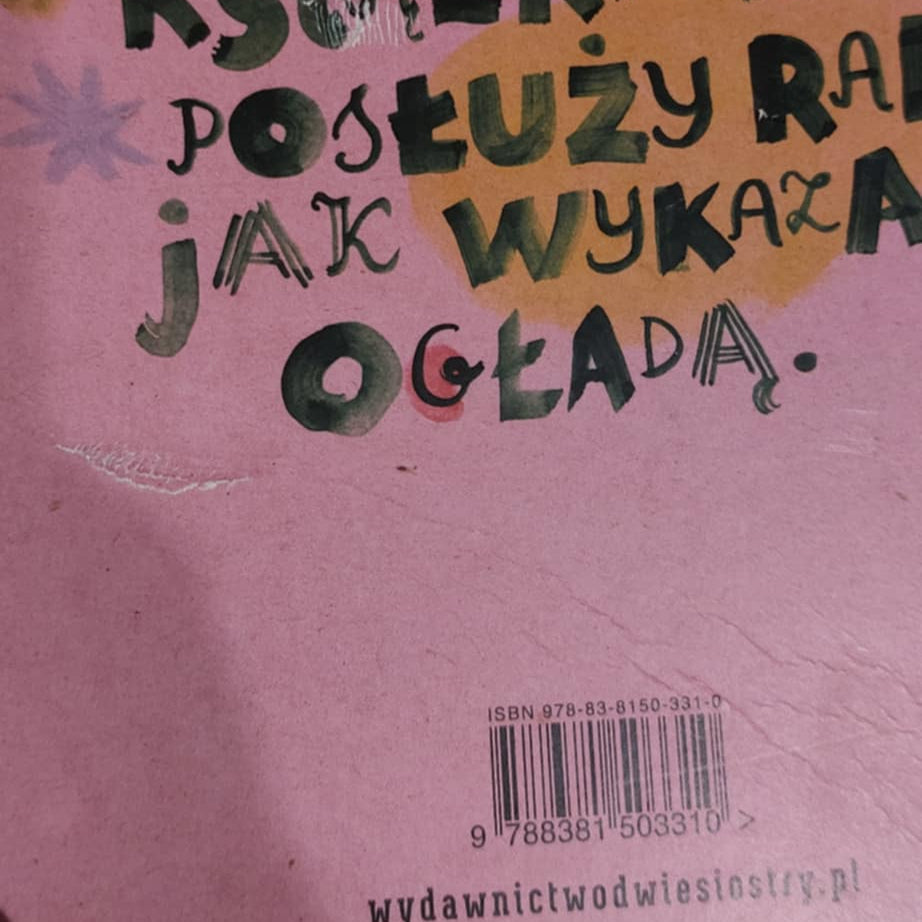 POSŁUŻY
JAK WYKAZA
OGŁADĄ.
ISBN 978-83-8150-331-0
9 788381 503310 >
wydawnictwodwiesiostry.pl